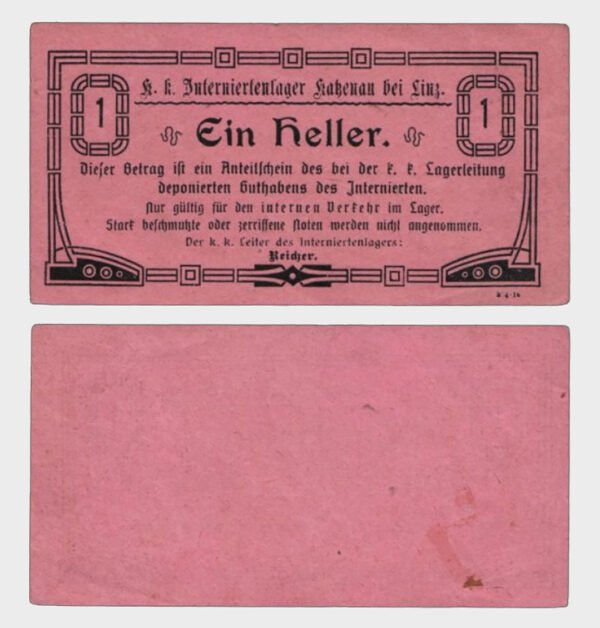 K. k. Interniertenlager Katzenau bei Linz.
1
Ein Heller.
1
Dieser Betrag ist ein Anteilschein des bei der k. k. Lagerleitung
deponierten Guthabens des Internierten.
Nur gültig für den internen Verkehr im Lager.
Stark beschmutzte oder zerrissene Noten werden nicht angenommen.
Der k. k. Leiter des Interniertenlagers:
Reicher.